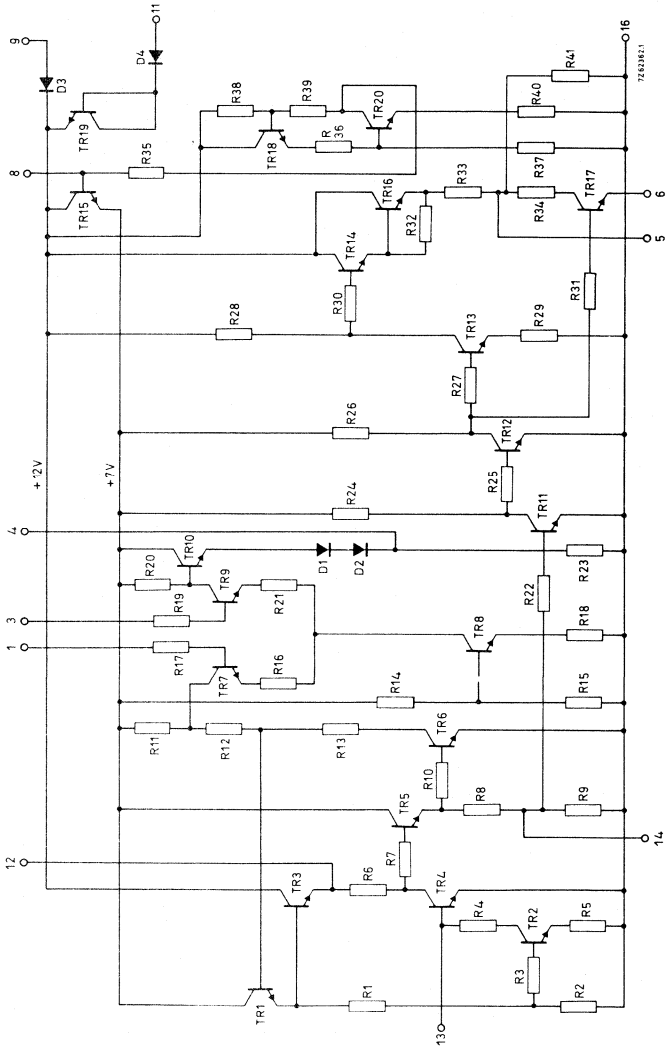 9
11
D3
D4
TR19
8
TR15
R35
R38
R39
TR18
R
36
TR20
R41
R40
R37
16
7Z62362.1
TR16
TR14
R32
R33
R34
TR17
6
5
R30
R31
R28
TR13
R29
R27
R26
TR12
R25
R24
TR11
+12V
+7V
4
TR10
R20
D1
D2
R23
TR9
R19
R21
R22
3
1
R17
TR7
R16
TR8
R18
R14
R15
R11
R12
R13
TR6
R10
TR5
R8
R9
R7
14
12
TR3
R6
TR4
R4
TR2
R5
R3
TR1
R1
R2
13